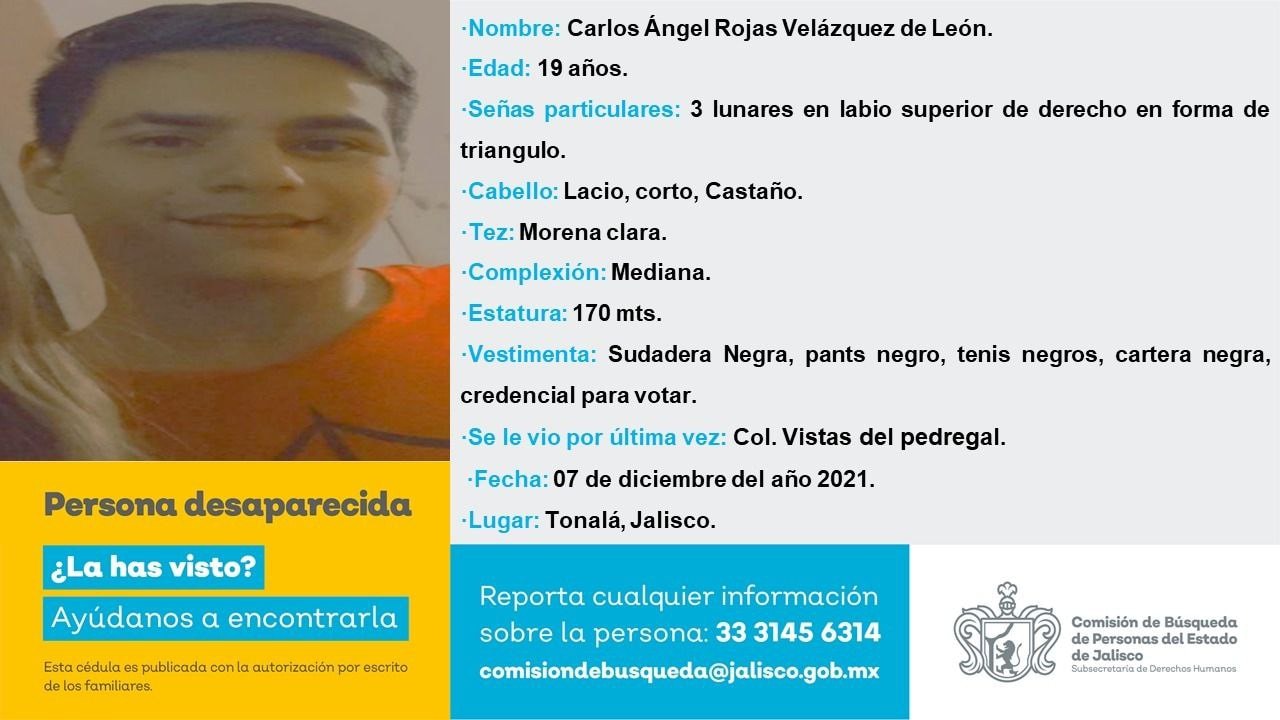 ·Nombre: Carlos Ángel Rojas Velázquez de León.
·Edad: 19 años.
·Señas particulares: 3 lunares en labio superior de derecho en forma de
triangulo.
·Cabello: Lacio, corto, Castaño.
·Tez: Morena clara.
·Complexión: Mediana.
·Estatura: 170 mts.
·Vestimenta: Sudadera Negra, pants negro, tenis negros, cartera negra,
credencial para votar.
·Se le vio por última vez: Col. Vistas del pedregal.
·Fecha: 07 de diciembre del año 2021.
·Lugar: Tonalá, Jalisco.
Persona desaparecida
¿La has visto?
Ayúdanos a encontrarla
Esta cédula es publicada con la autorización por escrito
de los familiares.
Reporta cualquier información
sobre la persona: 33 3145 6314
comisiondebusqueda@jalisco.gob.mx
Comisión de Búsqueda
de Personas del Estado
de Jalisco
Subsecretaría de Derechos Humanos